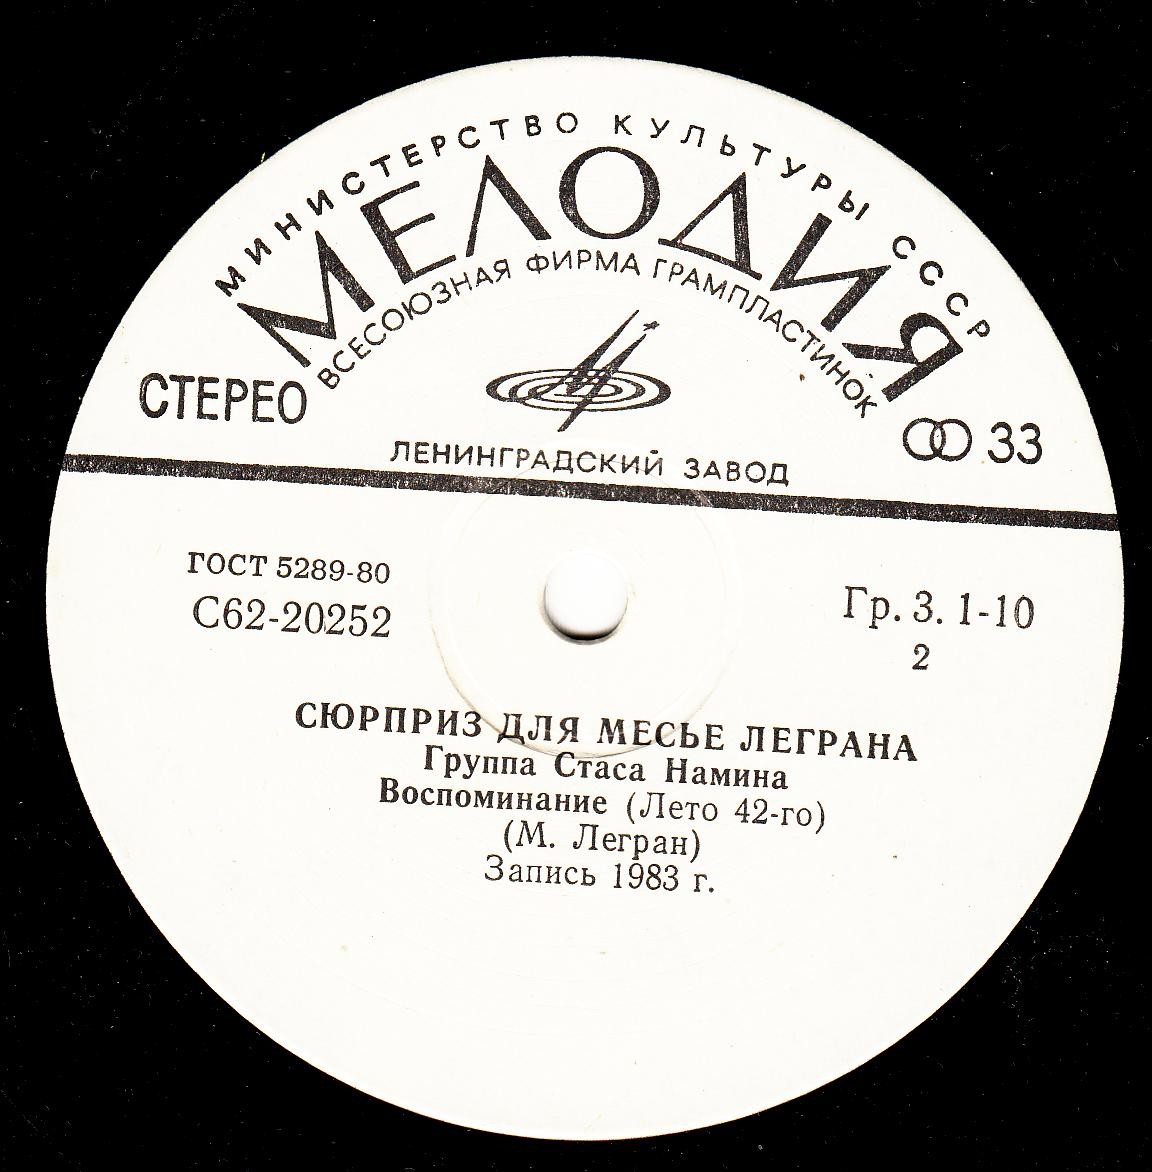 МИНИСТЕРСТВО КУЛЬТУРЫ СССР
МЕЛОДИЯ
ВСЕСОЮЗНАЯ ФИРМА ГРАМПЛАСТИНОК
СТЕРЕО
33
ЛЕНИНГРАДСКИЙ ЗАВОД
ГОСТ 5289-80
С62-20252
Гр. 3. 1-10
2
СЮРПРИЗ ДЛЯ МЕСЬЕ ЛЕГРАНА
Группа Стаса Намина
Воспоминание (Лето 42-го)
(М. Легран)
Запись 1983 г.